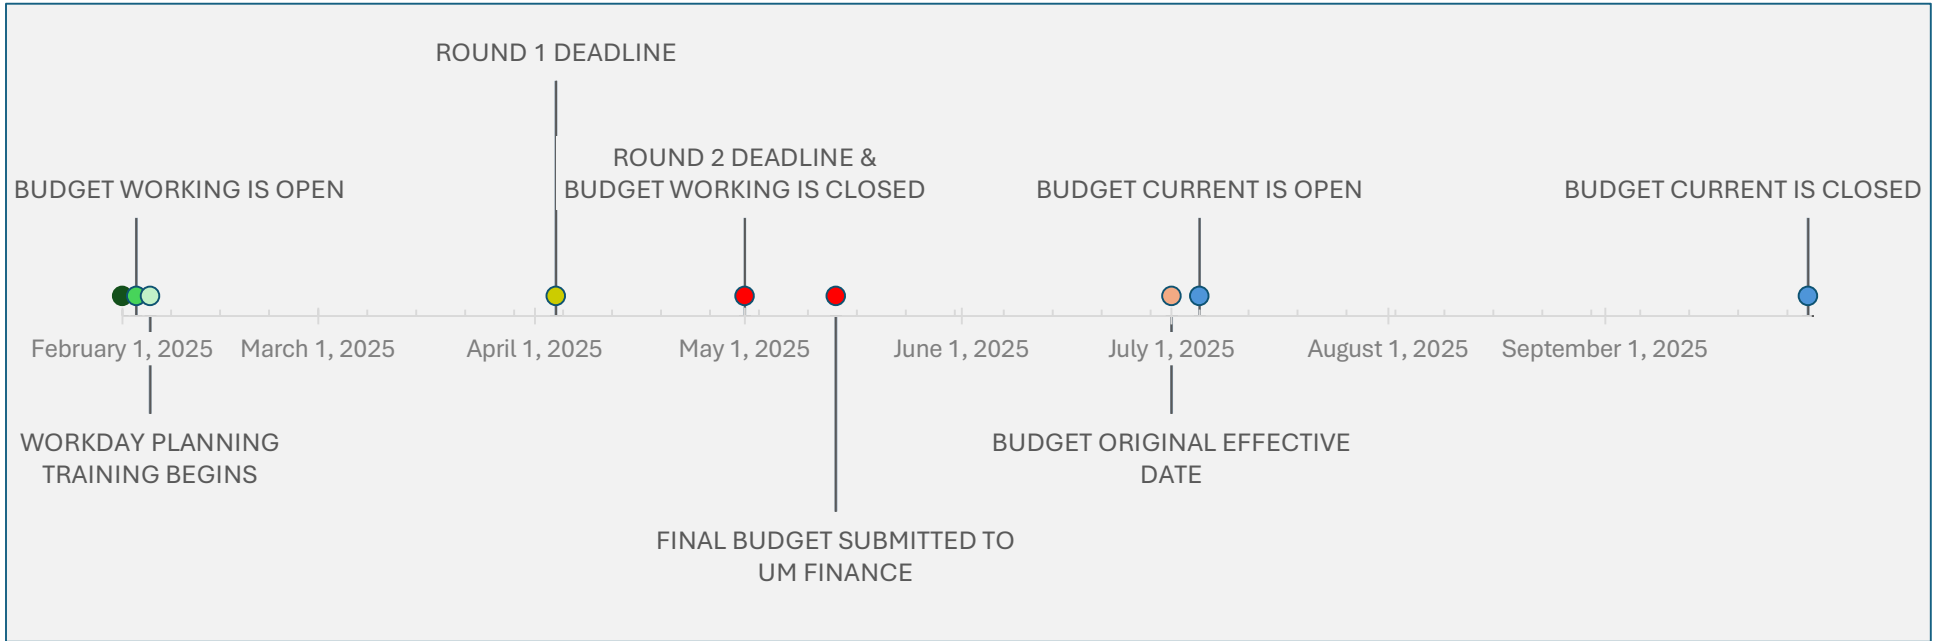 ROUND 1 DEADLINE
ROUND 2 DEADLINE &
BUDGET WORKING IS OPEN
BUDGET WORKING IS CLOSED
BUDGET CURRENT IS OPEN
BUDGET CURRENT IS CLOSED
February 1, 2025
March 1, 2025
April 1, 2025
May 1, 2025
June 1, 2025
July 1, 2025
August 1, 2025
September 1, 2025
WORKDAY PLANNING
TRAINING BEGINS
BUDGET ORIGINAL EFFECTIVE
DATE
FINAL BUDGET SUBMITTED TO
UM FINANCE